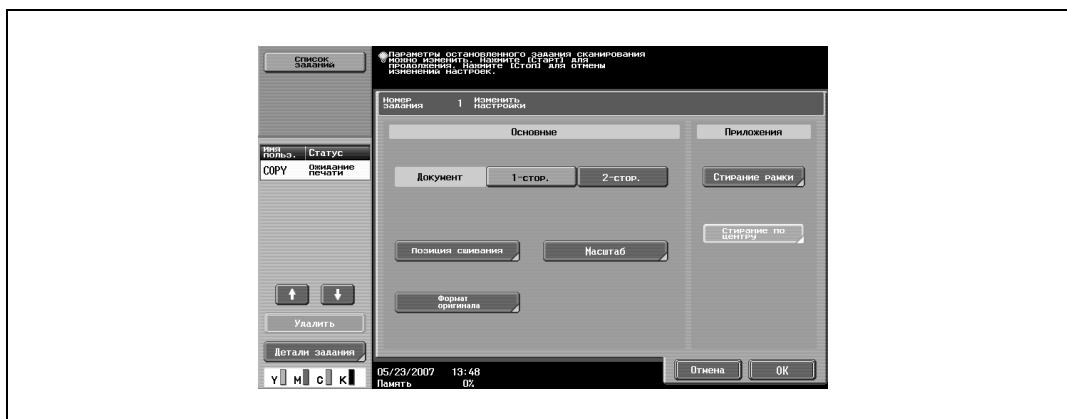 Список
заданий
Параметры остановленного задания сканирования
можно изменить. Нажмите [Старт] для
продолжения. Нажмите [Стоп] для отмены
изменений настроек.
Номер
задания 1 Изменить
настройки
Основные
Приложения
Имя
польз. Статус
COPY Ожидание
печати
Документ 1-стор. 2-стор.
Стирание рамки
Стирание по
центру
Позиция сшивания Масштаб
Формат
оригинала
Удалить
Детали задания
Y M C K
05/23/2007 13:48
Память 0%
Отмена OK